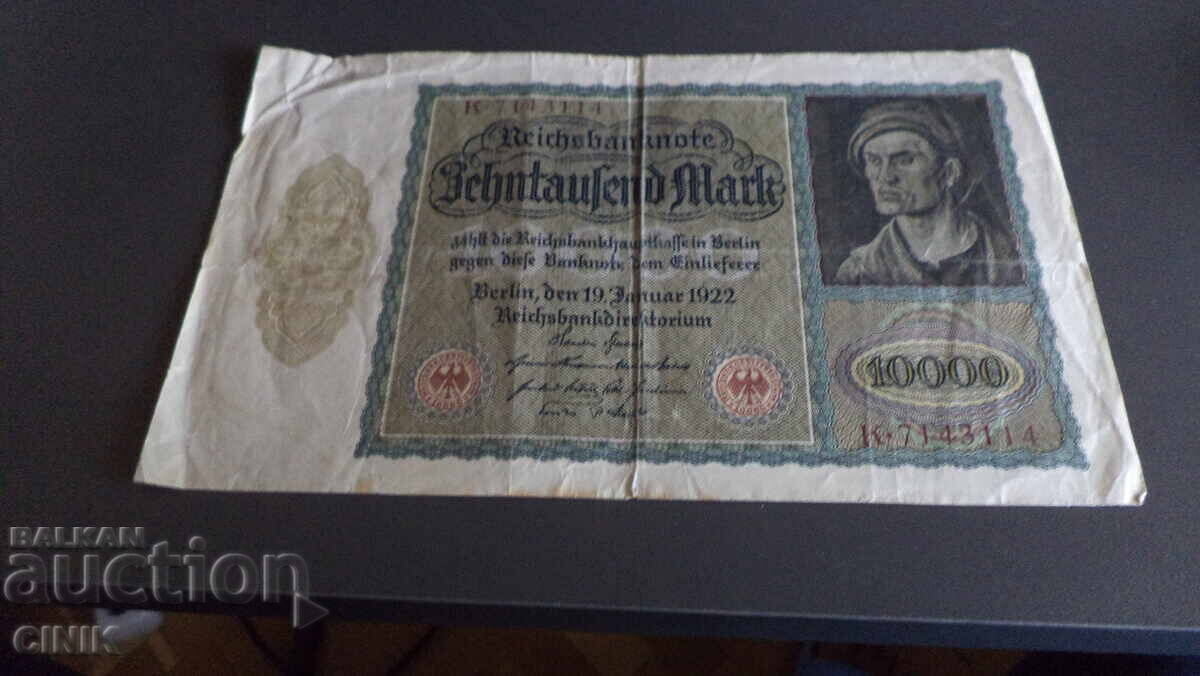 K·7143114
Reichsbanknote
Zehntausend Mark
zahlt die Reichsbankhauptkasse in Berlin
gegen diese Banknote dem Einlieferer
Berlin, den 19. Januar 1922
Reichsbankdirektorium
10000
K·7143114
BALKAN
auction
CINIK